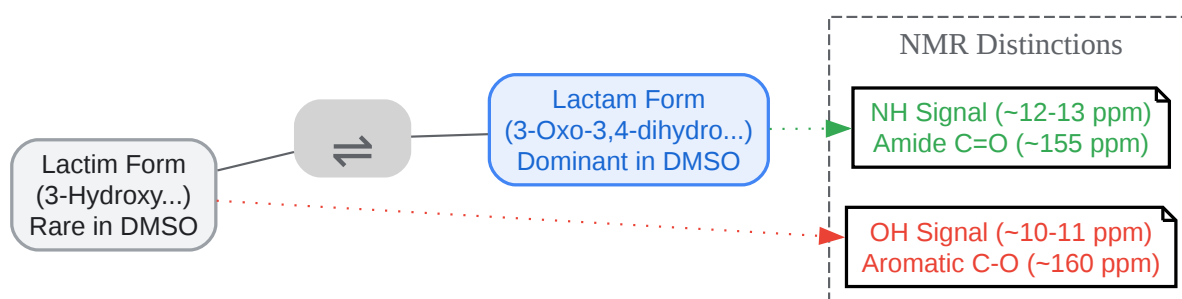 NMR Distinctions
Lactam Form
(3-Oxo-3,4-dihydro...)
Dominant in DMSO
NH Signal (~12-13 ppm)
Amide C=O (~155 ppm)
⇌
Lactim Form
(3-Hydroxy...)
Rare in DMSO
OH Signal (~10-11 ppm)
Aromatic C-O (~160 ppm)